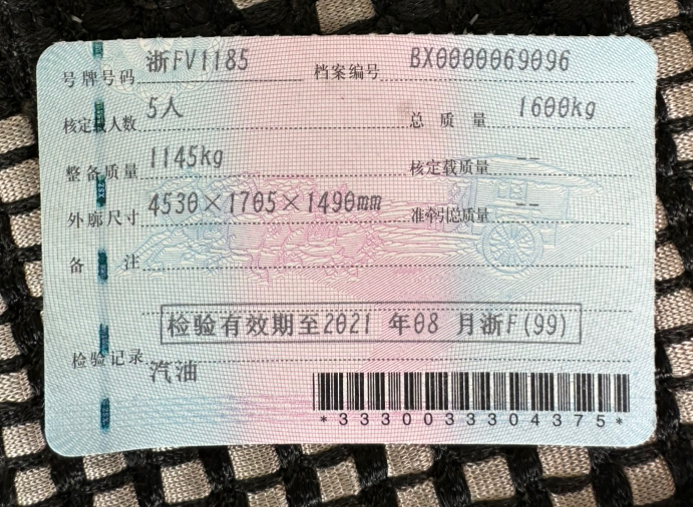 号牌号码 浙FV1185 档案编号 BX0000069096
核定载人数 5人 总质量 1600kg
整备质量 1145kg 核定载质量 --
外廓尺寸 4530×1705×1490mm 准牵引总质量 --
备注
检验有效期至2021 年08 月浙F(99)
检验记录
汽油
*3330033304375*